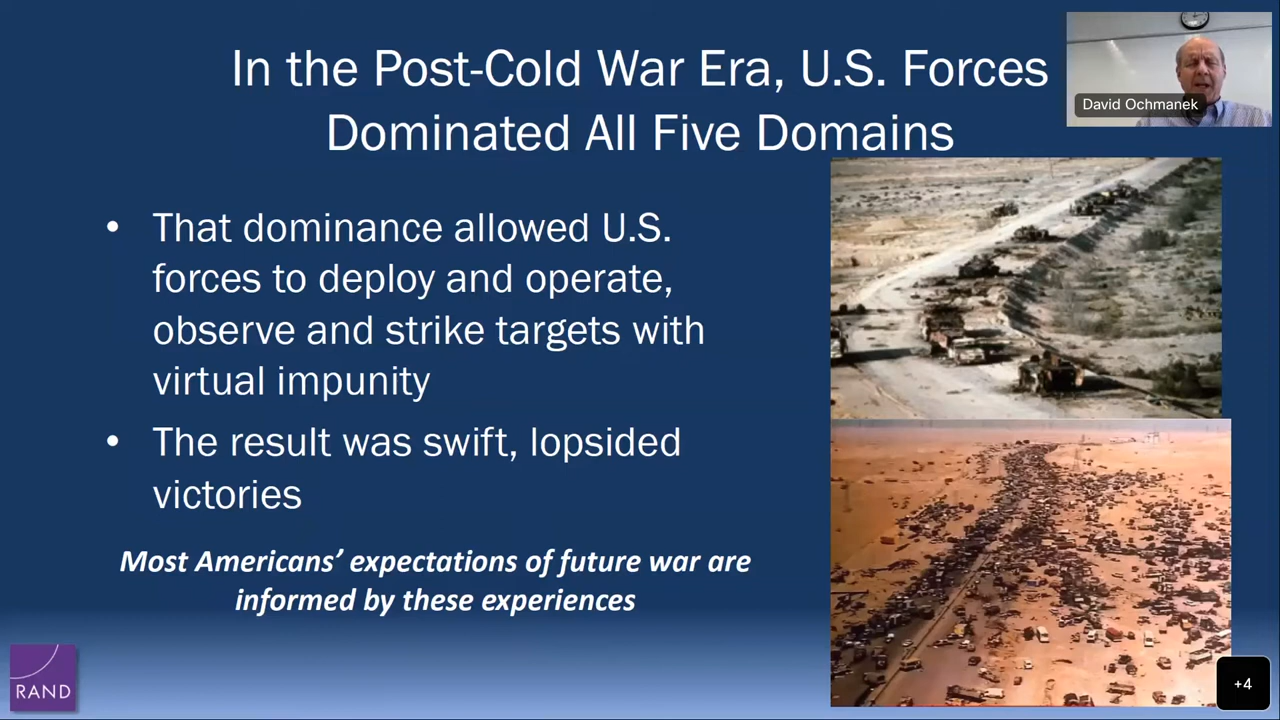 In the Post-Cold War Era, U.S. Forces
Dominated All Five Domains
David Ochmanek
• That dominance allowed U.S.
forces to deploy and operate,
observe and strike targets with
virtual impunity
• The result was swift, lopsided
victories
Most Americans’ expectations of future war are
informed by these experiences
RAND
+4